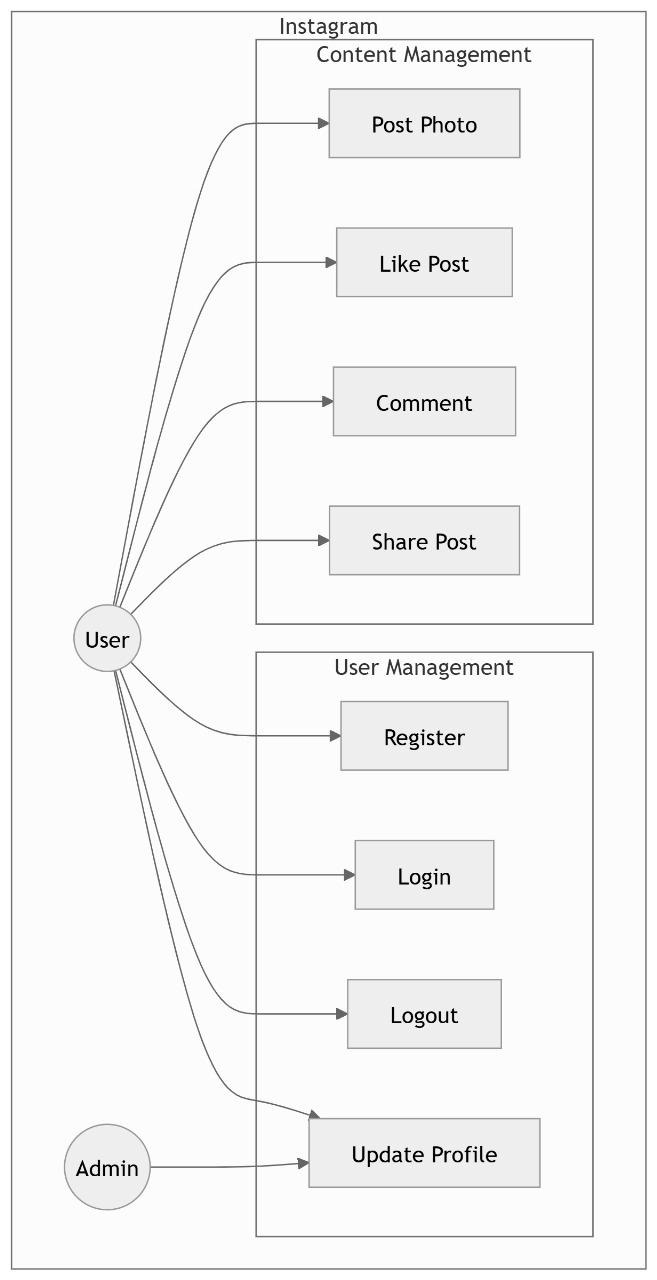 Instagram
Content Management
Post Photo
Like Post
Comment
Share Post
User
User Management
Register
Login
Logout
Update Profile
Admin